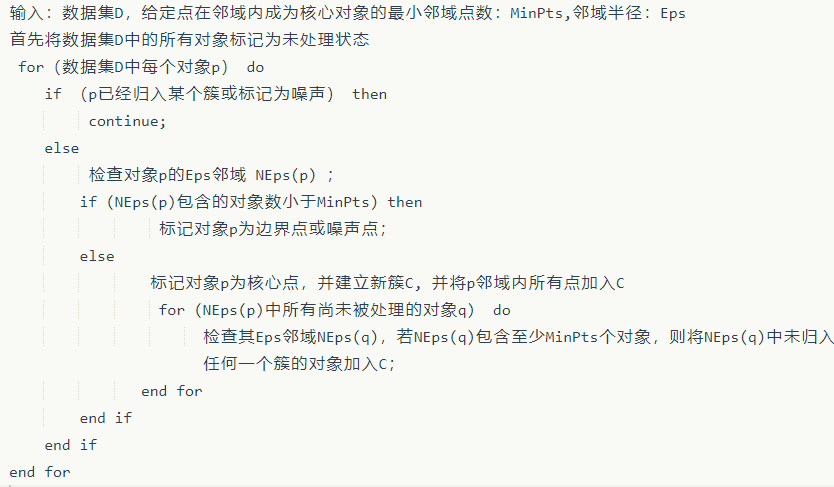 输入：数据集D，给定点在邻域内成为核心对象的最小邻域点数：MinPts,邻域半径：Eps
首先将数据集D中的所有对象标记为未处理状态
for（数据集D中每个对象p） do
if （p已经归入某个簇或标记为噪声） then
continue;
else
检查对象p的Eps邻域 NEps(p) ；
if (NEps(p)包含的对象数小于MinPts) then
标记对象p为边界点或噪声点；
else
标记对象p为核心点，并建立新簇C, 并将p邻域内所有点加入C
for (NEps(p)中所有尚未被处理的对象q)  do
检查其Eps邻域NEps(q)，若NEps(q)包含至少MinPts个对象，则将NEps(q)中未归入
任何一个簇的对象加入C；
end for
end if
end if
end for